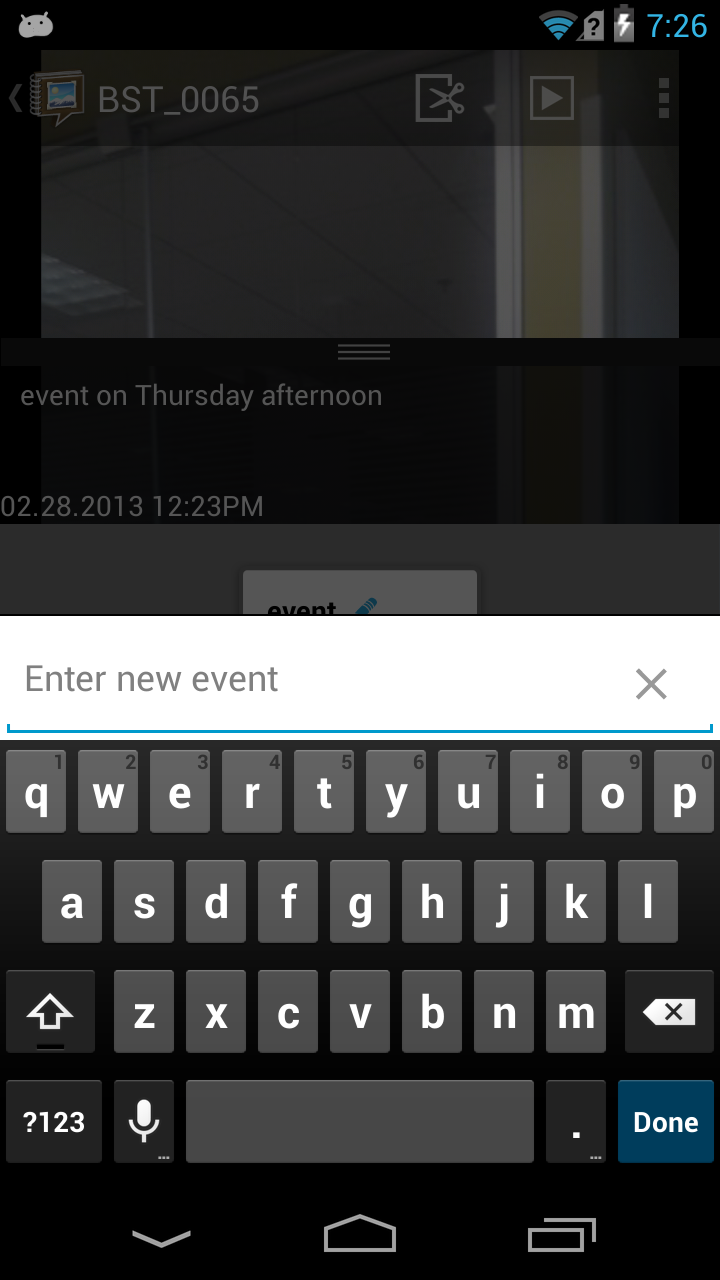 7:26
BST_0065
event on Thursday afternoon
02.28.2013 12:23PM
event
Enter new event
1 2 3 4 5 6 7 8 9 0
q w e r t y u i o p
a s d f g h j k l
z x c v b n m
?123 . Done